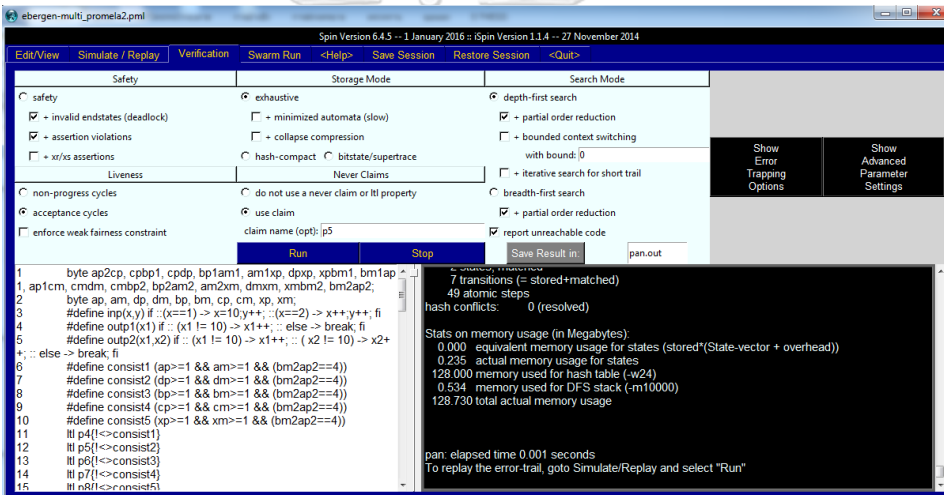 ebergen-multi_promela2.pml
Spin Version 6.4.5 -- 1 January 2016 :: iSpin Version 1.1.4 -- 27 November 2014
Edit/View Simulate / Replay Verification Swarm Run <Help> Save Session Restore Session <Quit>
Safety Storage Mode Search Mode
safety exhaustive depth-first search
+ invalid endstates (deadlock) + minimized automata (slow) + partial order reduction
+ assertion violations + collapse compression + bounded context switching
+ xr/xs assertions hash-compact bitstate/supertrace with bound: 0
Liveness Never Claims + iterative search for short trail
non-progress cycles do not use a never claim or ltl property breadth-first search
acceptance cycles use claim + partial order reduction
enforce weak fairness constraint claim name (opt): p5 report unreachable code
Run Stop Save Result in: pan.out
Show Error Trapping Options
Show Advanced Parameter Settings
1 byte ap2cp, cpbp1, cpdp, bp1am1, am1xp, dpxp, xpbm1, bm1ap
1, ap1cm, cmdm, cmbp2, bp2am2, am2xm, dmxm, xmbm2, bm2ap2;
2 byte ap, am, dp, dm, bp, bm, cp, cm, xp, xm;
3 #define inp(x,y) if ::(x==1) -> x=10;y++; ::(x==2) -> x++;y++; fi
4 #define outp1(x1) if :: (x1 != 10) -> x1++; :: else -> break; fi
5 #define outp2(x1,x2) if :: (x1 != 10) -> x1++; :: ( x2 != 10) -> x2+
+; :: else -> break; fi
6 #define consist1 (ap>=1 && am>=1 && (bm2ap2==4))
7 #define consist2 (dp>=1 && dm>=1 && (bm2ap2==4))
8 #define consist3 (bp>=1 && bm>=1 && (bm2ap2==4))
9 #define consist4 (cp>=1 && cm>=1 && (bm2ap2==4))
10 #define consist5 (xp>=1 && xm>=1 && (bm2ap2==4))
11 ltl p4{!<>consist1}
12 ltl p5{!<>consist2}
13 ltl p6{!<>consist3}
14 ltl p7{!<>consist4}
15 ltl p8{!<>consist5}
2 states, matched
7 transitions (= stored+matched)
49 atomic steps
hash conflicts: 0 (resolved)
Stats on memory usage (in Megabytes):
0.000 equivalent memory usage for states (stored*(State-vector + overhead))
0.235 actual memory usage for states
128.000 memory used for hash table (-w24)
0.534 memory used for DFS stack (-m10000)
128.730 total actual memory usage
pan: elapsed time 0.001 seconds
To replay the error-trail, goto Simulate/Replay and select "Run"